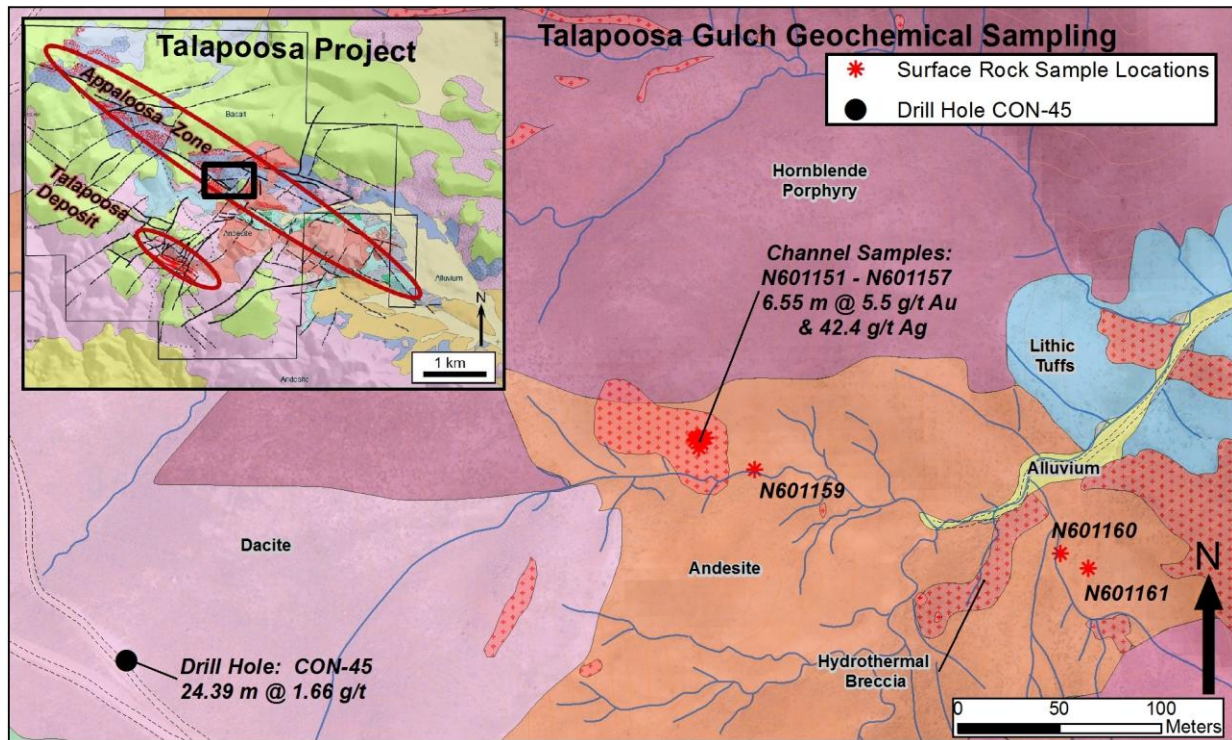 Talapoosa Project
Appaloosa Zone
Talapoosa
Deposit
Basalt
Andesite
Alluvium
N
1 km
Andesite
Talapoosa Gulch Geochemical Sampling
Surface Rock Sample Locations
Drill Hole CON-45
Hornblende
Porphyry
Channel Samples:
N601151 - N601157
6.55 m @ 5.5 g/t Au
& 42.4 g/t Ag
Lithic
Tuffs
Alluvium
N601159
N601160
N601161
Dacite
Andesite
Hydrothermal
Breccia
Drill Hole: CON-45
24.39 m @ 1.66 g/t
N
0 50 100
Meters